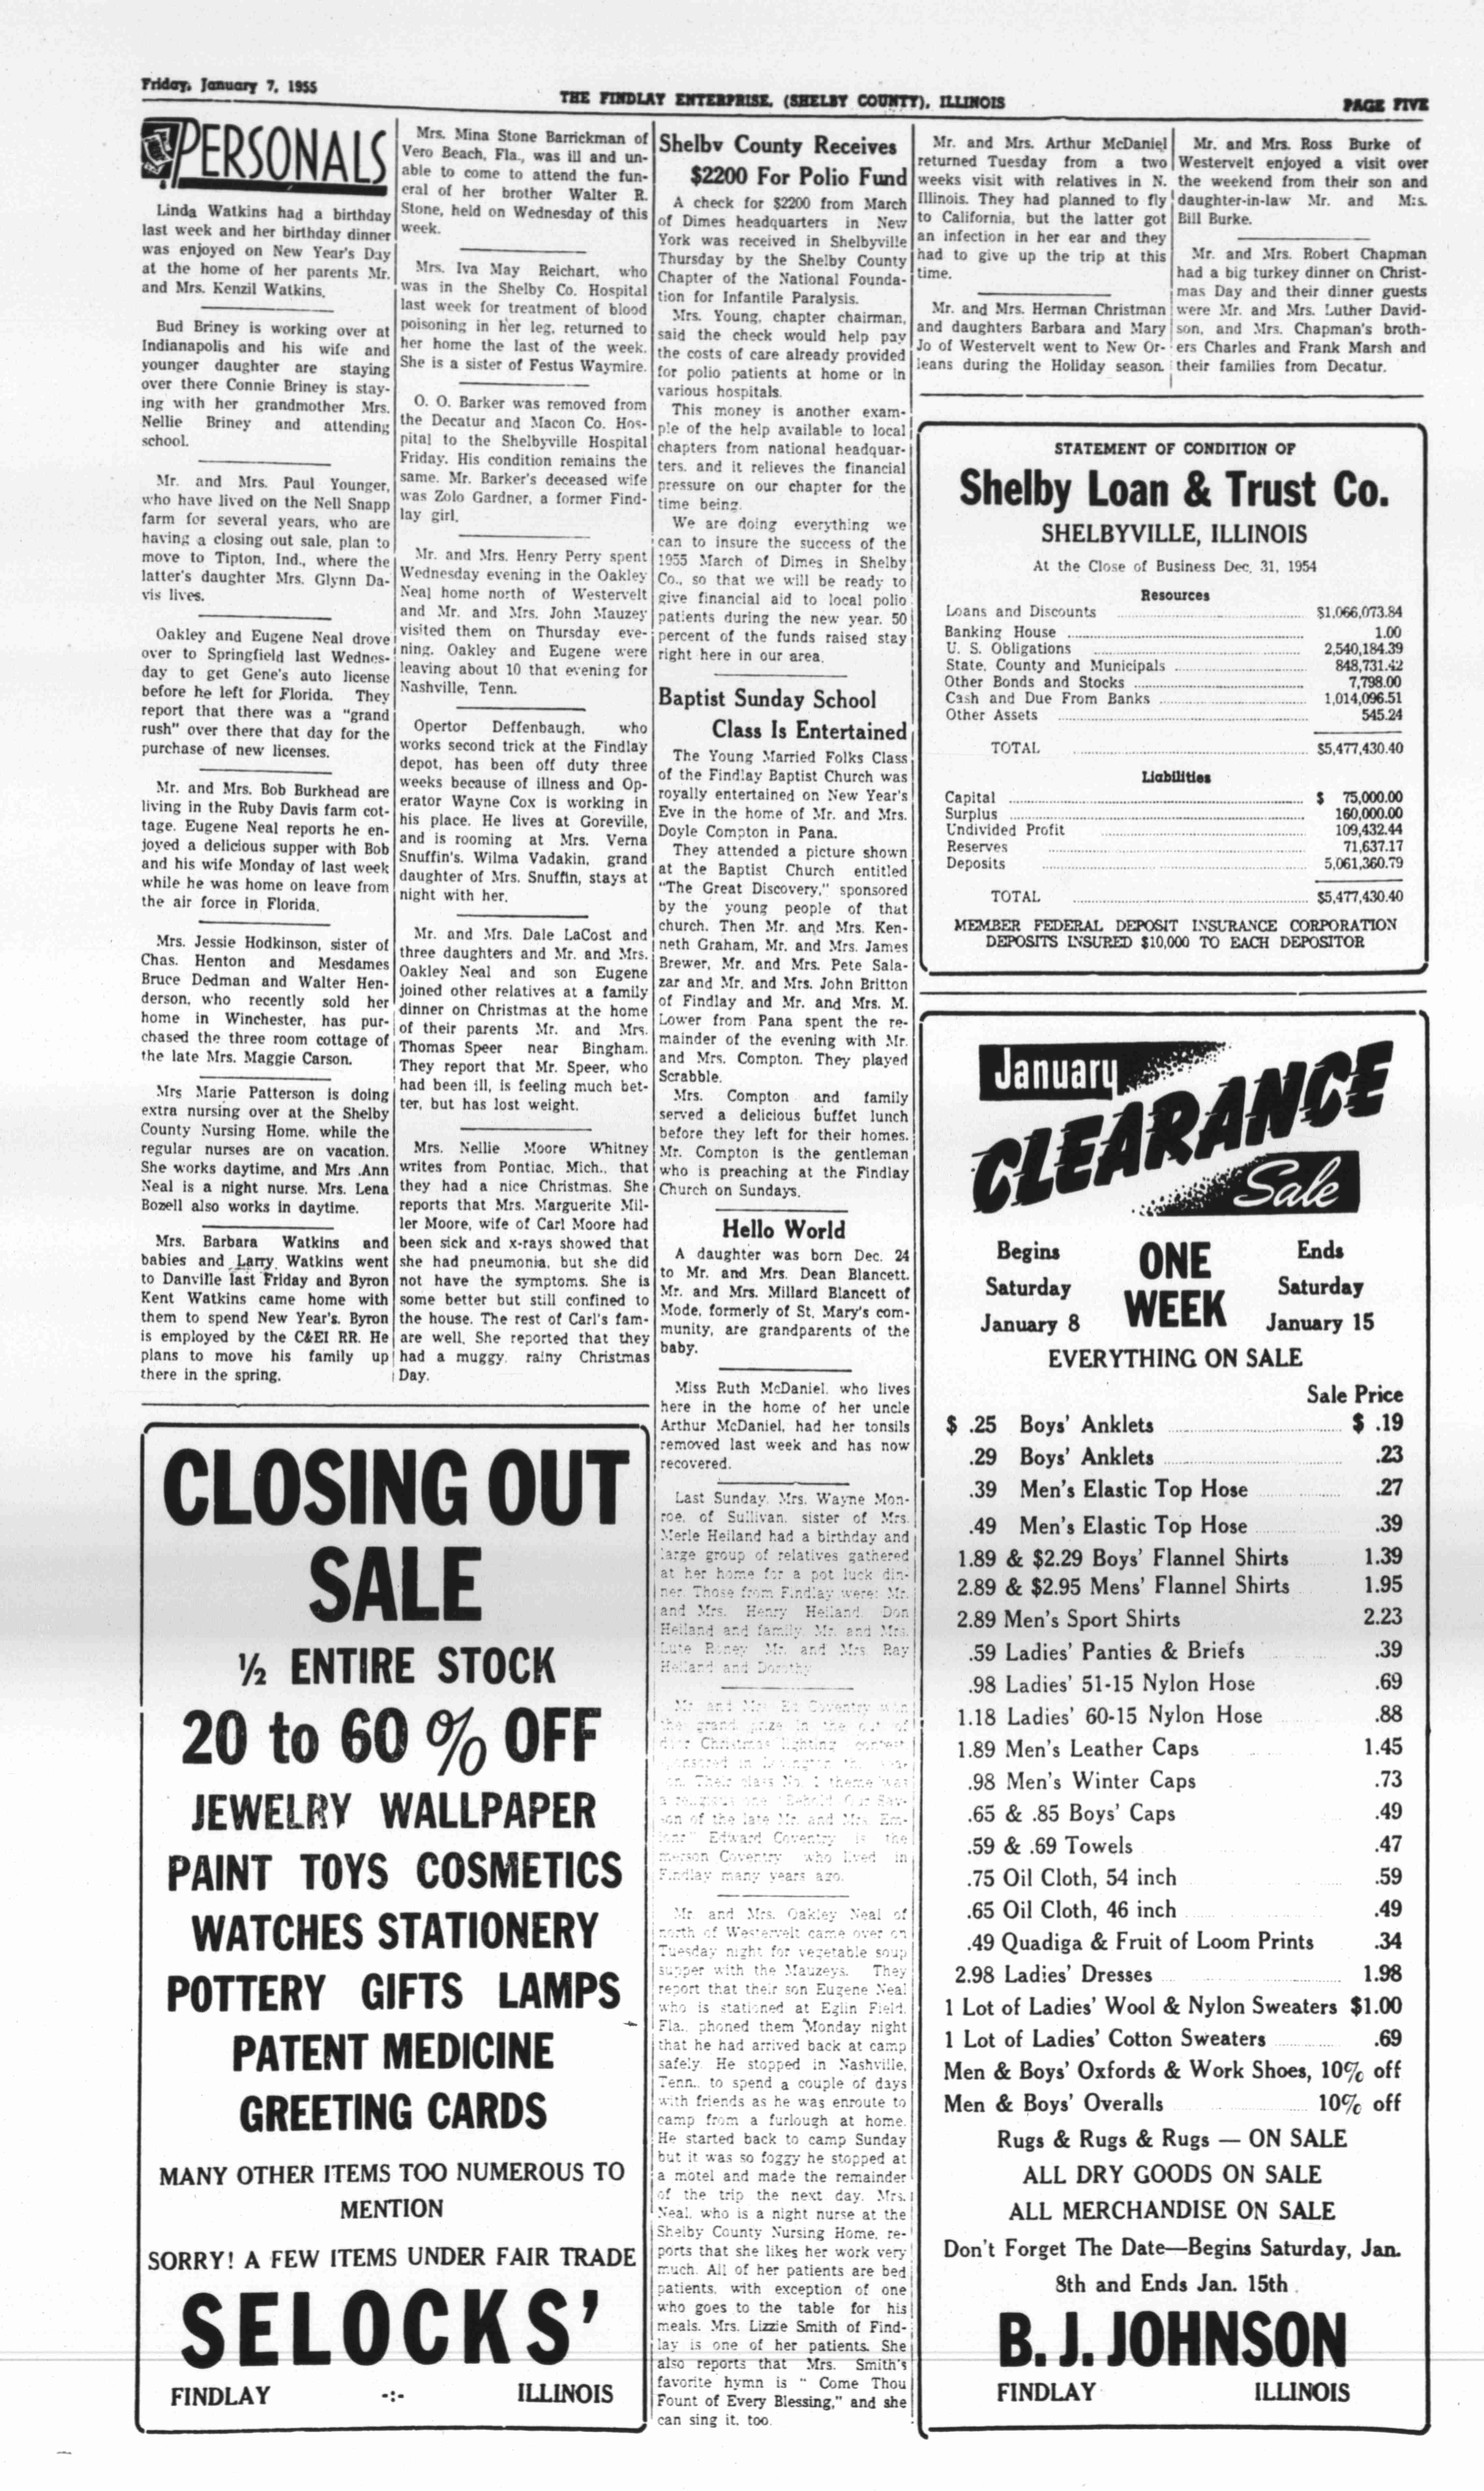 Friday, January 7, 1955
THE FINDLAY ENTERPRISE, (SHELBY COUNTY), ILLINOIS
PAGE FIVE
PERSONALS
Linda Watkins had a birthday
last week and her birthday dinner
was enjoyed on New Year's Day
at the home of her parents Mr.
and Mrs. Kenzil Watkins.
Bud Briney is working over at
Indianapolis and his wife and
younger daughter are staying
over there Connie Briney is stay-
ing with her grandmother Mrs.
Nellie Briney and attending
school.
Mr. and Mrs. Paul Younger,
who have lived on the Nell Snapp
farm for several years, who are
having a closing out sale, plan to
move to Tipton, Ind., where the
latter's daughter Mrs. Glynn Da-
vis lives.
Oakley and Eugene Neal drove
over to Springfield last Wednes-
day to get Gene's auto license
before he left for Florida. They
report that there was a "grand
rush" over there that day for the
purchase of new licenses.
Mr. and Mrs. Bob Burkhead are
living in the Ruby Davis farm cot-
tage. Eugene Neal reports he en-
joyed a delicious supper with Bob
and his wife Monday of last week
while he was home on leave from
the air force in Florida.
Mrs. Jessie Hodkinson, sister of
Chas. Henton and Mesdames
Bruce Dedman and Walter Hen-
derson, who recently sold her
home in Winchester, has pur-
chased the three room cottage of
the late Mrs. Maggie Carson.
Mrs Marie Patterson is doing
extra nursing over at the Shelby
County Nursing Home, while the
regular nurses are on vacation.
She works daytime, and Mrs .Ann
Neal is a night nurse. Mrs. Lena
Bozell also works in daytime.
Mrs. Barbara Watkins and
babies and Larry Watkins went
to Danville last Friday and Byron
Kent Watkins came home with
them to spend New Year's. Byron
is employed by the C&EI RR. He
plans to move his family up
there in the spring.
Mrs. Mina Stone Barrickman of
Vero Beach, Fla., was ill and un-
able to come to attend the fun-
eral of her brother Walter R.
Stone, held on Wednesday of this
week.
Mrs. Iva May Reichart, who
was in the Shelby Co. Hospital
last week for treatment of blood
poisoning in her leg, returned to
her home the last of the week.
She is a sister of Festus Waymire.
O. O. Barker was removed from
the Decatur and Macon Co. Hos-
pital to the Shelbyville Hospital
Friday. His condition remains the
same. Mr. Barker's deceased wife
was Zolo Gardner, a former Find-
lay girl.
Mr. and Mrs. Henry Perry spent
Wednesday evening in the Oakley
Neal home north of Westervelt
and Mr. and Mrs. John Mauzey
visited them on Thursday eve-
ning. Oakley and Eugene were
leaving about 10 that evening for
Nashville, Tenn.
Opertor Deffenbaugh, who
works second trick at the Findlay
depot, has been off duty three
weeks because of illness and Op-
erator Wayne Cox is working in
his place. He lives at Goreville,
and is rooming at Mrs. Verna
Snuffin's. Wilma Vadakin, grand
daughter of Mrs. Snuffin, stays at
night with her.
Mr. and Mrs. Dale LaCost and
three daughters and Mr. and Mrs.
Oakley Neal and son Eugene
joined other relatives at a family
dinner on Christmas at the home
of their parents Mr. and Mrs.
Thomas Speer near Bingham.
They report that Mr. Speer, who
had been ill, is feeling much bet-
ter, but has lost weight.
Mrs. Nellie Moore Whitney
writes from Pontiac, Mich., that
they had a nice Christmas. She
reports that Mrs. Marguerite Mil-
ler Moore, wife of Carl Moore had
been sick and x-rays showed that
she had pneumonia, but she did
not have the symptoms. She is
some better but still confined to
the house. The rest of Carl's fam-
are well. She reported that they
had a muggy, rainy Christmas
Day.
CLOSING OUT
SALE
½ ENTIRE STOCK
20 to 60 % OFF
JEWELRY WALLPAPER
PAINT TOYS COSMETICS
WATCHES STATIONERY
POTTERY GIFTS LAMPS
PATENT MEDICINE
GREETING CARDS
MANY OTHER ITEMS TOO NUMEROUS TO
MENTION
SORRY! A FEW ITEMS UNDER FAIR TRADE
SELOCKS'
FINDLAY -:- ILLINOIS
Shelby County Receives
$2200 For Polio Fund
A check for $2200 from March
of Dimes headquarters in New
York was received in Shelbyville
Thursday by the Shelby County
Chapter of the National Founda-
tion for Infantile Paralysis.
Mrs. Young, chapter chairman,
said the check would help pay
the costs of care already provided
for polio patients at home or in
various hospitals.
This money is another exam-
ple of the help available to local
chapters from national headquar-
ters, and it relieves the financial
pressure on our chapter for the
time being.
We are doing everything we
can to insure the success of the
1955 March of Dimes in Shelby
Co., so that we will be ready to
give financial aid to local polio
patients during the new year. 50
percent of the funds raised stay
right here in our area.
Baptist Sunday School
Class Is Entertained
The Young Married Folks Class
of the Findlay Baptist Church was
royally entertained on New Year's
Eve in the home of Mr. and Mrs.
Doyle Compton in Pana.
They attended a picture shown
at the Baptist Church entitled
"The Great Discovery," sponsored
by the young people of that
church. Then Mr. and Mrs. Ken-
neth Graham, Mr. and Mrs. James
Brewer, Mr. and Mrs. Pete Sala-
zar and Mr. and Mrs. John Britton
of Findlay and Mr. and Mrs. M.
Lower from Pana spent the re-
mainder of the evening with Mr.
and Mrs. Compton. They played
Scrabble.
Mrs. Compton and family
served a delicious buffet lunch
before they left for their homes.
Mr. Compton is the gentleman
who is preaching at the Findlay
Church on Sundays.
Hello World
A daughter was born Dec. 24
to Mr. and Mrs. Dean Blancett.
Mr. and Mrs. Millard Blancett of
Mode, formerly of St. Mary's com-
munity, are grandparents of the
baby.
Miss Ruth McDaniel, who lives
here in the home of her uncle
Arthur McDaniel, had her tonsils
removed last week and has now
recovered.
Last Sunday, Mrs. Wayne Mon-
roe, of Sullivan, sister of Mrs.
Merle Heiland had a birthday and
large group of relatives gathered
at her home for a pot luck din-
ner. Those from Findlay were: Mr.
and Mrs. Henry Heiland, Don
Heiland and family, Mr. and Mrs.
Lute Raney Mr. and Mrs Ray
Heiland and Dorothy
Mr. and Mrs. Ed Coventry won
the grand prize in the out of
door Christmas lighting contest
sponsored in
Their class No. 1 theme was
a religious one "Behold Our Sav-
son of the late Mr. and Mrs. Em-
ior" Edward Coventry is the
merson Coventry who lived in
Findlay many years ago.
Mr. and Mrs. Oakley Neal of
north of Westervelt came over on
Tuesday night for vegetable soup
supper with the Mauzeys. They
report that their son Eugene Neal
who is stationed at Eglin Field,
Fla., phoned them Monday night
that he had arrived back at camp
safely. He stopped in Nashville,
Tenn., to spend a couple of days
with friends as he was enroute to
camp from a furlough at home.
He started back to camp Sunday
but it was so foggy he stopped at
a motel and made the remainder
of the trip the next day. Mrs.
Neal, who is a night nurse at the
Shelby County Nursing Home, re-
ports that she likes her work very
much. All of her patients are bed
patients, with exception of one
who goes to the table for his
meals. Mrs. Lizzie Smith of Find-
lay is one of her patients. She
also reports that Mrs. Smith's
favorite hymn is " Come Thou
Fount of Every Blessing," and she
can sing it, too.
Mr. and Mrs. Arthur McDaniel
returned Tuesday from a two
weeks visit with relatives in N.
Illinois. They had planned to fly
to California, but the latter got
an infection in her ear and they
had to give up the trip at this
time.
Mr. and Mrs. Herman Christman
and daughters Barbara and Mary
Jo of Westervelt went to New Or-
leans during the Holiday season.
Mr. and Mrs. Ross Burke of
Westervelt enjoyed a visit over
the weekend from their son and
daughter-in-law Mr. and Mrs.
Bill Burke.
Mr. and Mrs. Robert Chapman
had a big turkey dinner on Christ-
mas Day and their dinner guests
were Mr. and Mrs. Luther David-
son, and Mrs. Chapman's broth-
ers Charles and Frank Marsh and
their families from Decatur.
STATEMENT OF CONDITION OF
Shelby Loan & Trust Co.
SHELBYVILLE, ILLINOIS
At the Close of Business Dec. 31, 1954
Resources
Loans and Discounts $1,066,073.84
Banking House 1.00
U. S. Obligations 2,540,184.39
State, County and Municipals 848,731.42
Other Bonds and Stocks 7,798.00
Cash and Due From Banks 1,014,096.51
Other Assets 545.24
TOTAL $5,477,430.40
Liabilities
Capital $ 75,000.00
Surplus 160,000.00
Undivided Profit 109,432.44
Reserves 71,637.17
Deposits 5,061,360.79
TOTAL $5,477,430.40
MEMBER FEDERAL DEPOSIT INSURANCE CORPORATION
DEPOSITS INSURED $10,000 TO EACH DEPOSITOR
January
CLEARANCE
Sale
Begins
Saturday
January 8
ONE
WEEK
Ends
Saturday
January 15
EVERYTHING ON SALE
Sale Price
$ .25 Boys' Anklets $ .19
.29 Boys' Anklets .23
.39 Men's Elastic Top Hose .27
.49 Men's Elastic Top Hose .39
1.89 & $2.29 Boys' Flannel Shirts 1.39
2.89 & $2.95 Mens' Flannel Shirts 1.95
2.89 Men's Sport Shirts 2.23
.59 Ladies' Panties & Briefs .39
.98 Ladies' 51-15 Nylon Hose .69
1.18 Ladies' 60-15 Nylon Hose .88
1.89 Men's Leather Caps 1.45
.98 Men's Winter Caps .73
.65 & .85 Boys' Caps .49
.59 & .69 Towels .47
.75 Oil Cloth, 54 inch .59
.65 Oil Cloth, 46 inch .49
.49 Quadiga & Fruit of Loom Prints .34
2.98 Ladies' Dresses 1.98
1 Lot of Ladies' Wool & Nylon Sweaters $1.00
1 Lot of Ladies' Cotton Sweaters .69
Men & Boys' Oxfords & Work Shoes, 10% off
Men & Boys' Overalls 10% off
Rugs & Rugs & Rugs — ON SALE
ALL DRY GOODS ON SALE
ALL MERCHANDISE ON SALE
Don't Forget The Date—Begins Saturday, Jan.
8th and Ends Jan. 15th .
B. J. JOHNSON
FINDLAY ILLINOIS